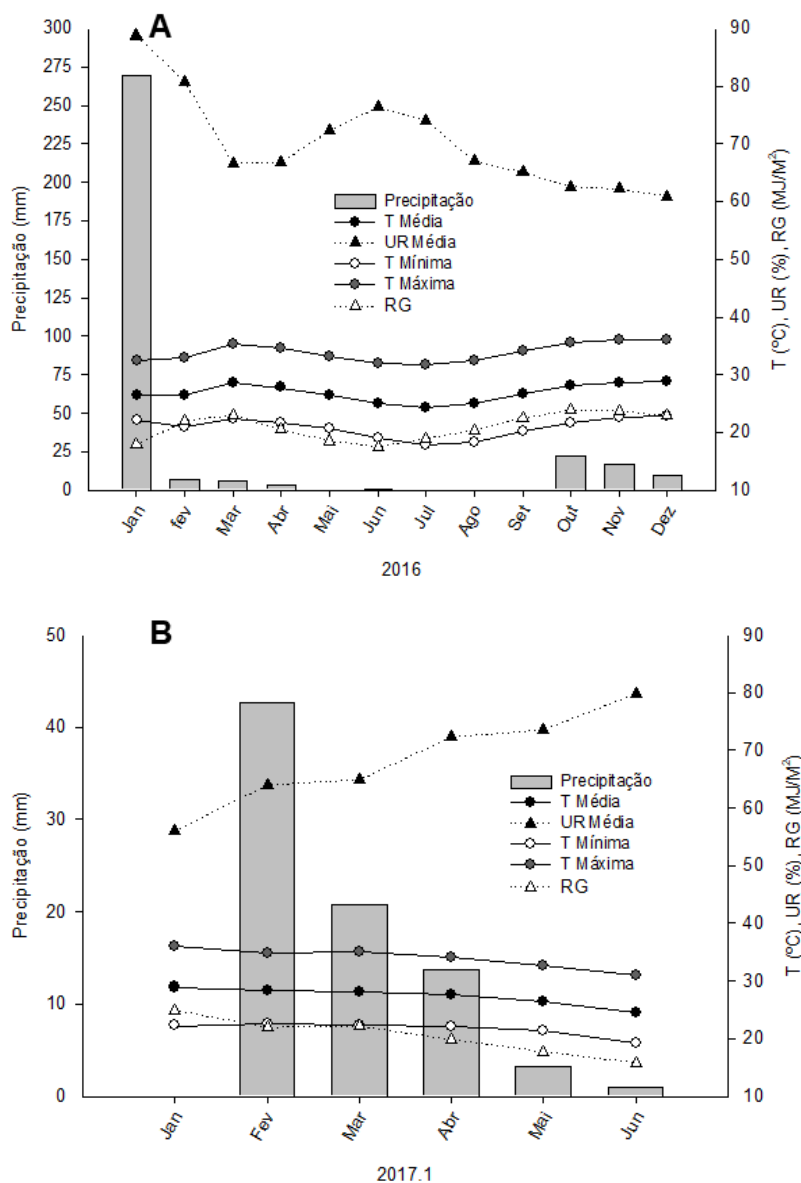 A
300
275
250
225
200
175
150
125
100
75
50
25
0
Precipitação (mm)
90
80
70
60
50
40
30
20
10
T (ºC), UR (%), RG (MJ/M²)
Precipitação
T Média
UR Média
T Mínima
T Máxima
RG
Jan
fev
Mar
Abr
Mai
Jun
Jul
Ago
Set
Out
Nov
Dez
2016
B
50
40
30
20
10
0
Precipitação (mm)
90
80
70
60
50
40
30
20
10
T (ºC), UR (%), RG (MJ/M²)
Precipitação
T Média
UR Média
T Mínima
T Máxima
RG
Jan
Fev
Mar
Abr
Mai
Jun
2017.1